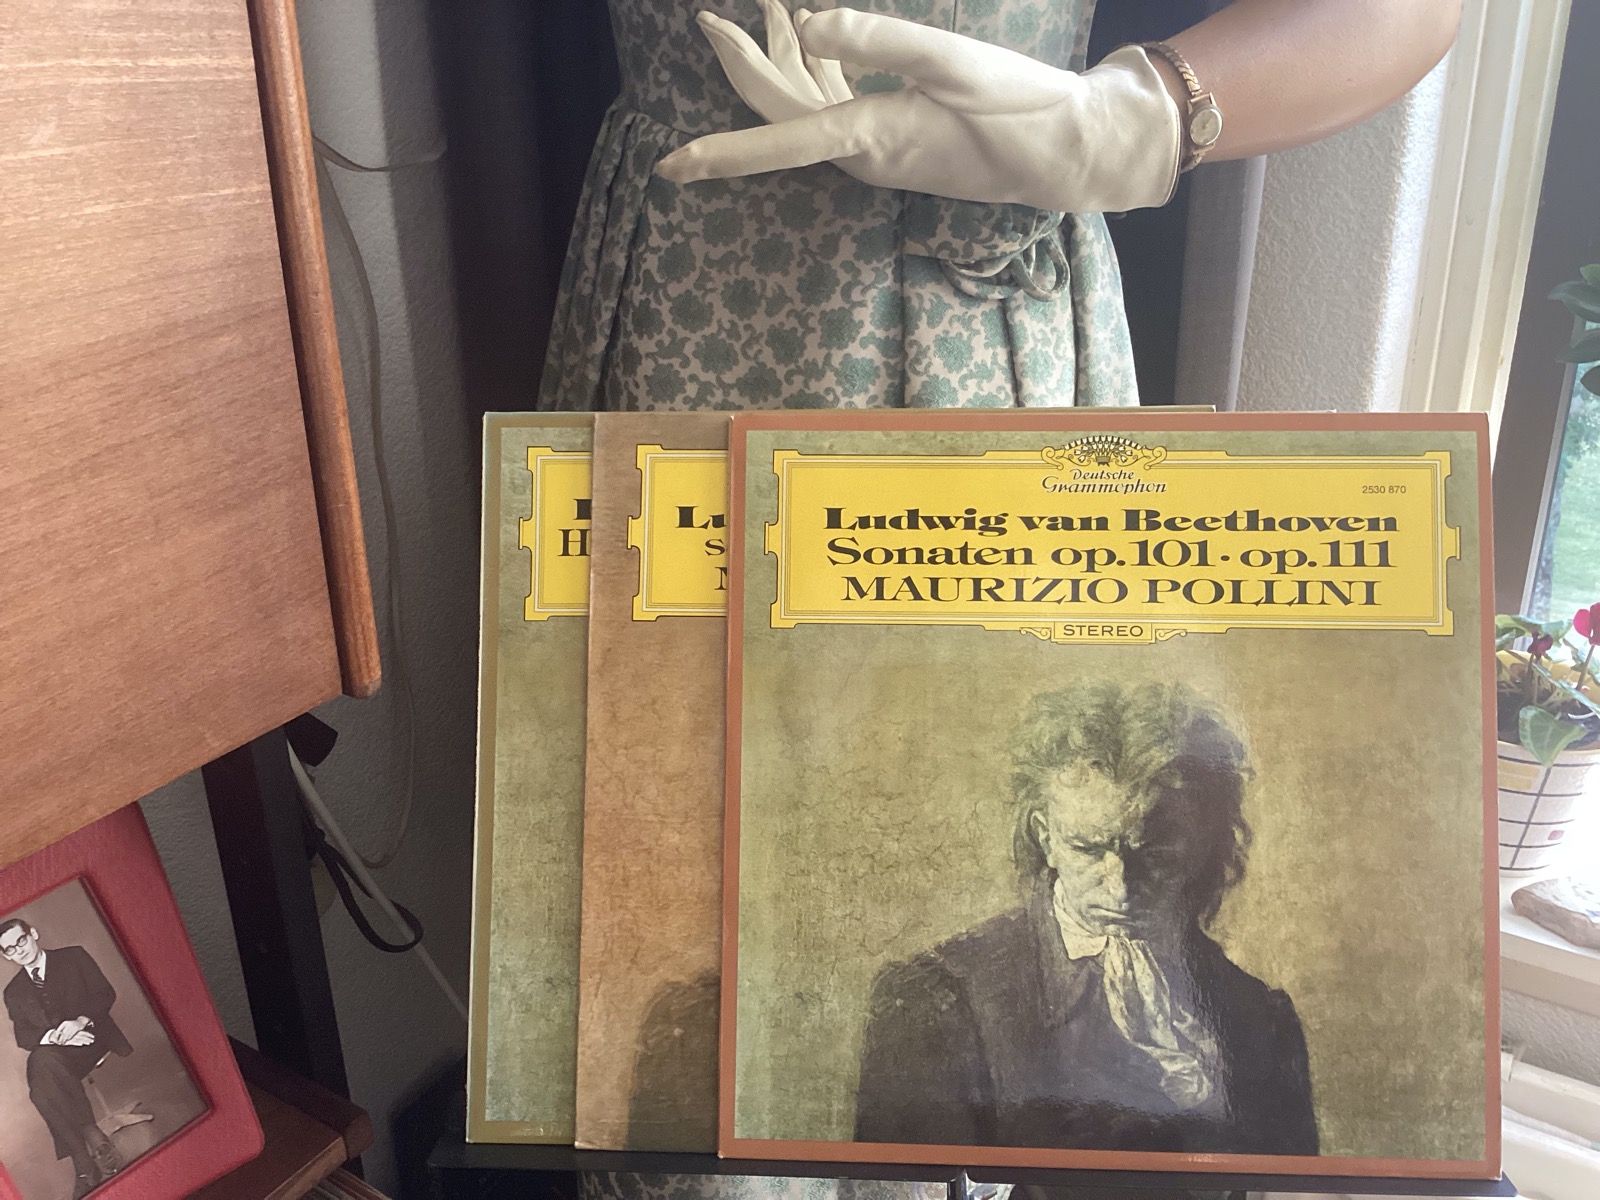 Deutsche
Grammophon
2530 870
Ludwig van Beethoven
Sonaten op. 101 · op. 111
MAURIZIO POLLINI
STEREO